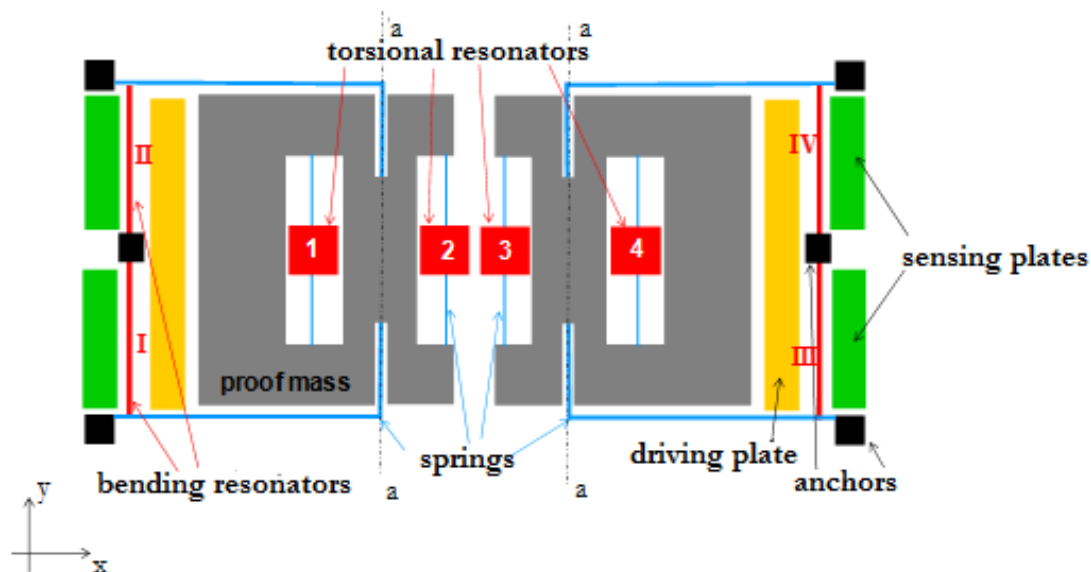 a a
torsional resonators
II
IV
1
2
3
4
sensing plates
I
III
proof mass
springs
driving plate
bending resonators
anchors
a a
y
x